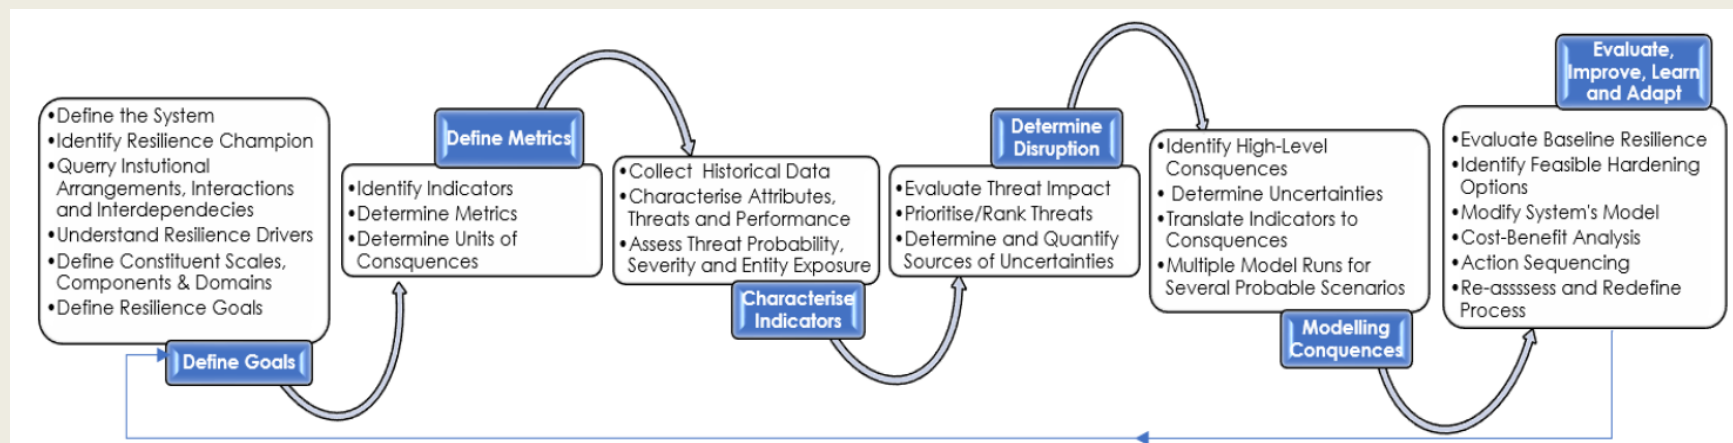 •Define the System
•Identify Resilience Champion
•Querry Instutional
Arrangements, Interactions
and Interdependecies
•Understand Resilience Drivers
•Define Constituent Scales,
Components & Domains
•Define Resilience Goals
Define Goals
Define Metrics
•Identify Indicators
•Determine Metrics
•Determine Units of
Consquences
•Collect Historical Data
•Characterise Attributes,
Threats and Performance
•Assess Threat Probability,
Severity and Entity Exposure
Characterise
Indicators
Determine
Disruption
•Evaluate Threat Impact
•Prioritise/Rank Threats
•Determine and Quantify
Sources of Uncertainties
•Identify High-Level
Consquences
• Determine Uncertainties
•Translate Indicators to
Consquences
•Multiple Model Runs for
Several Probable Scenarios
Modelling
Conquences
Evaluate,
Improve, Learn
and Adapt
•Evaluate Baseline Resilience
•Identify Feasible Hardening
Options
•Modify System's Model
•Cost-Benefit Analysis
•Action Sequencing
•Re-assssess and Redefine
Process